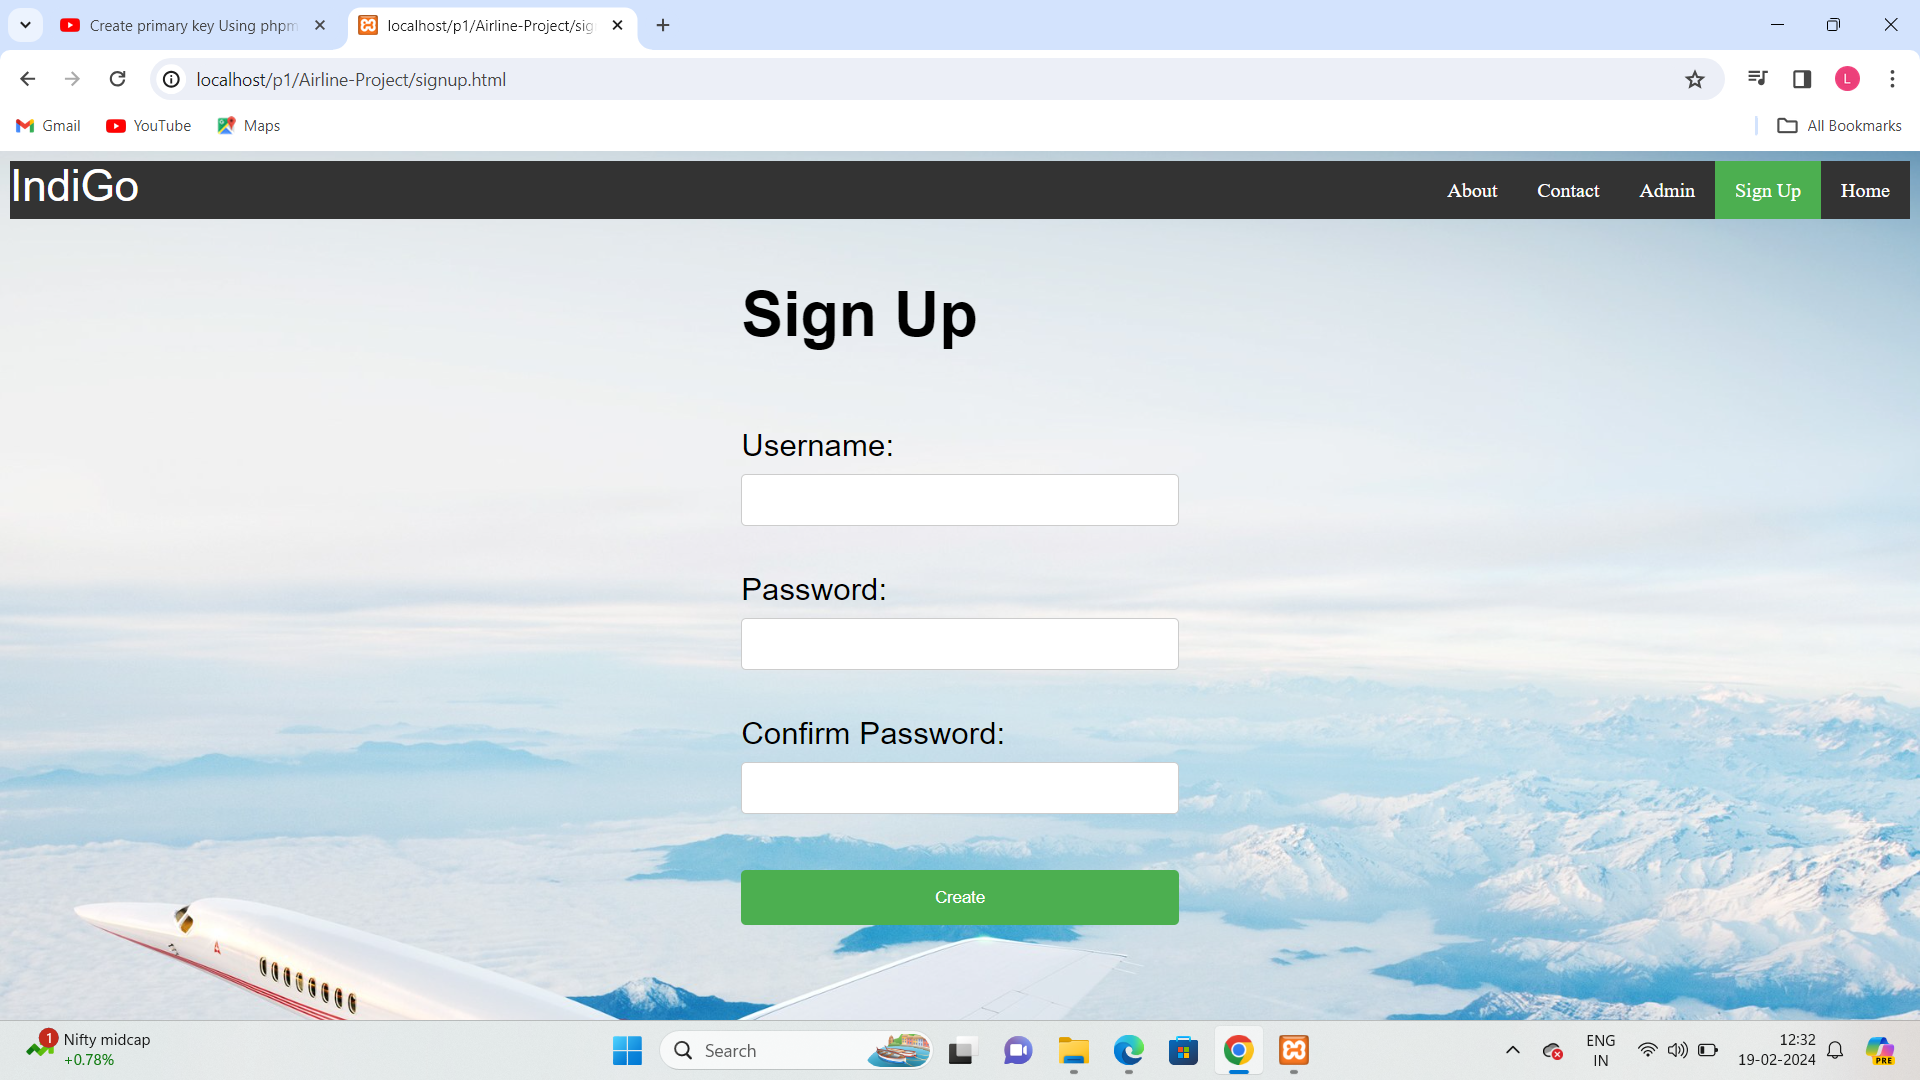 Create primary key Using phpm
localhost/p1/Airline-Project/sig
localhost/p1/Airline-Project/signup.html
L
Gmail
YouTube
Maps
All Bookmarks
IndiGo
About
Contact
Admin
Sign Up
Home
Sign Up
Username:
Password:
Confirm Password:
Create
1
Nifty midcap
+0.78%
Search
ENG
IN
12:32
19-02-2024
PRE